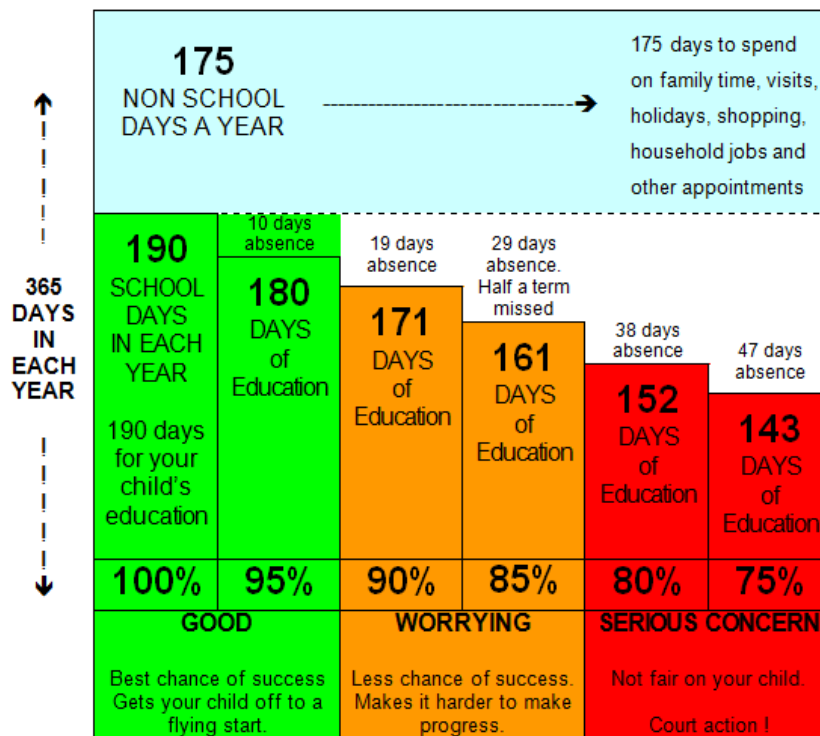 175
NON SCHOOL
DAYS A YEAR
175 days to spend
on family time, visits,
holidays, shopping,
household jobs and
other appointments
365
DAYS
IN
EACH
YEAR
190
SCHOOL
DAYS
IN EACH
YEAR
190 days
for your
child's
education
10 days
absence
180
DAYS
of
Education
19 days
absence
171
DAYS
of
Education
29 days
absence.
Half a term
missed
161
DAYS
of
Education
38 days
absence
152
DAYS
of
Education
47 days
absence
143
DAYS
of
Education
100%
95%
90%
85%
80%
75%
GOOD
Best chance of success
Gets your child off to a
flying start.
WORRYING
Less chance of success.
Makes it harder to make
progress.
SERIOUS CONCERN
Not fair on your child.
Court action !